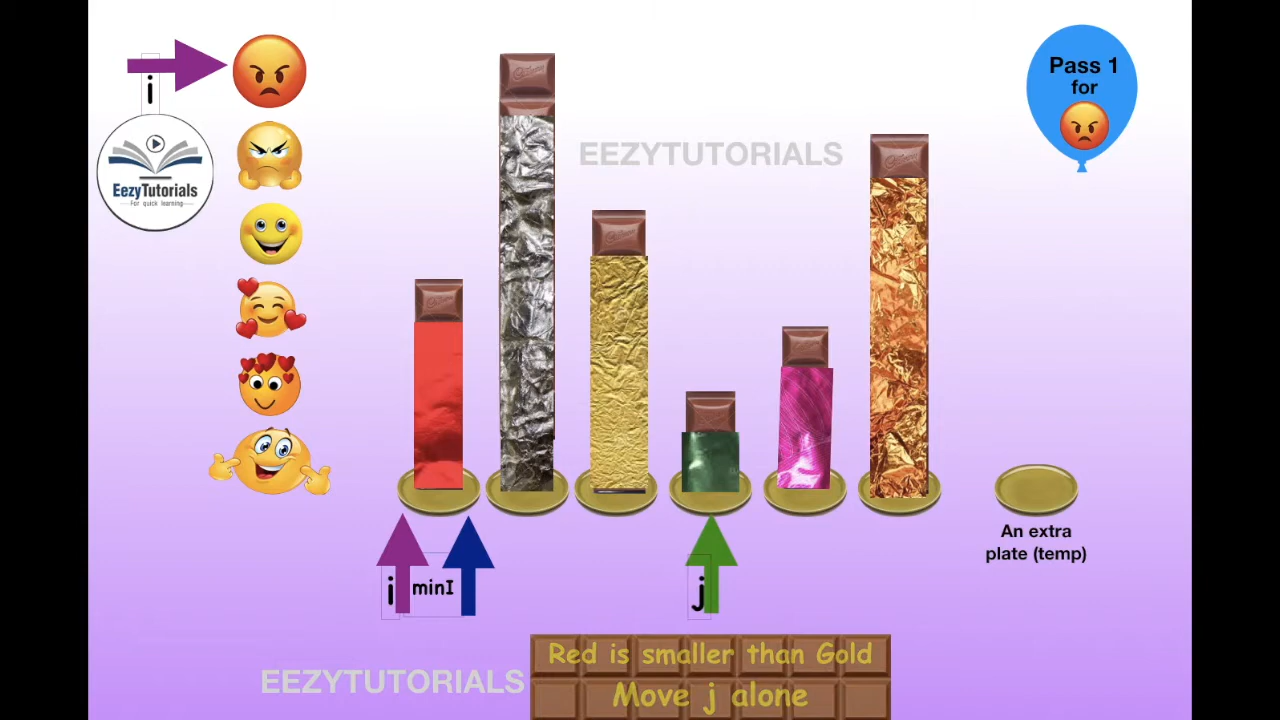 i
EezyTutorials
For quick learning
EEZYTUTORIALS
Pass 1
for
An extra
plate (temp)
i
minI
j
Red is smaller than Gold
Move j alone
EEZYTUTORIALS